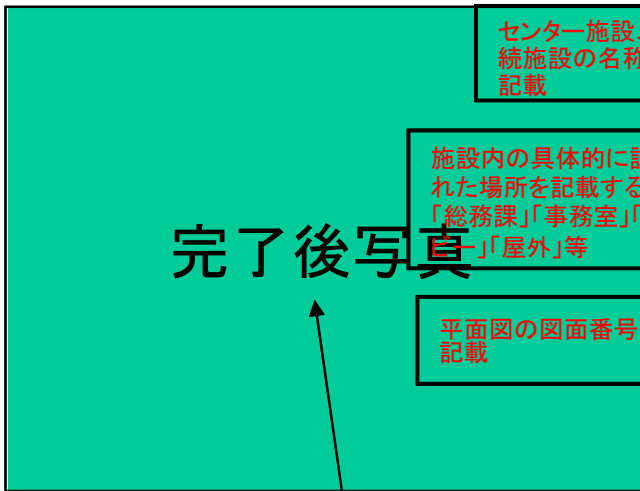 センター施設、
続施設の名称
記載
施設内の具体的に
れた場所を記載する
「総務課」「事務室」「
ビー」「屋外」等
完了後写真
平面図の図面番号
記載